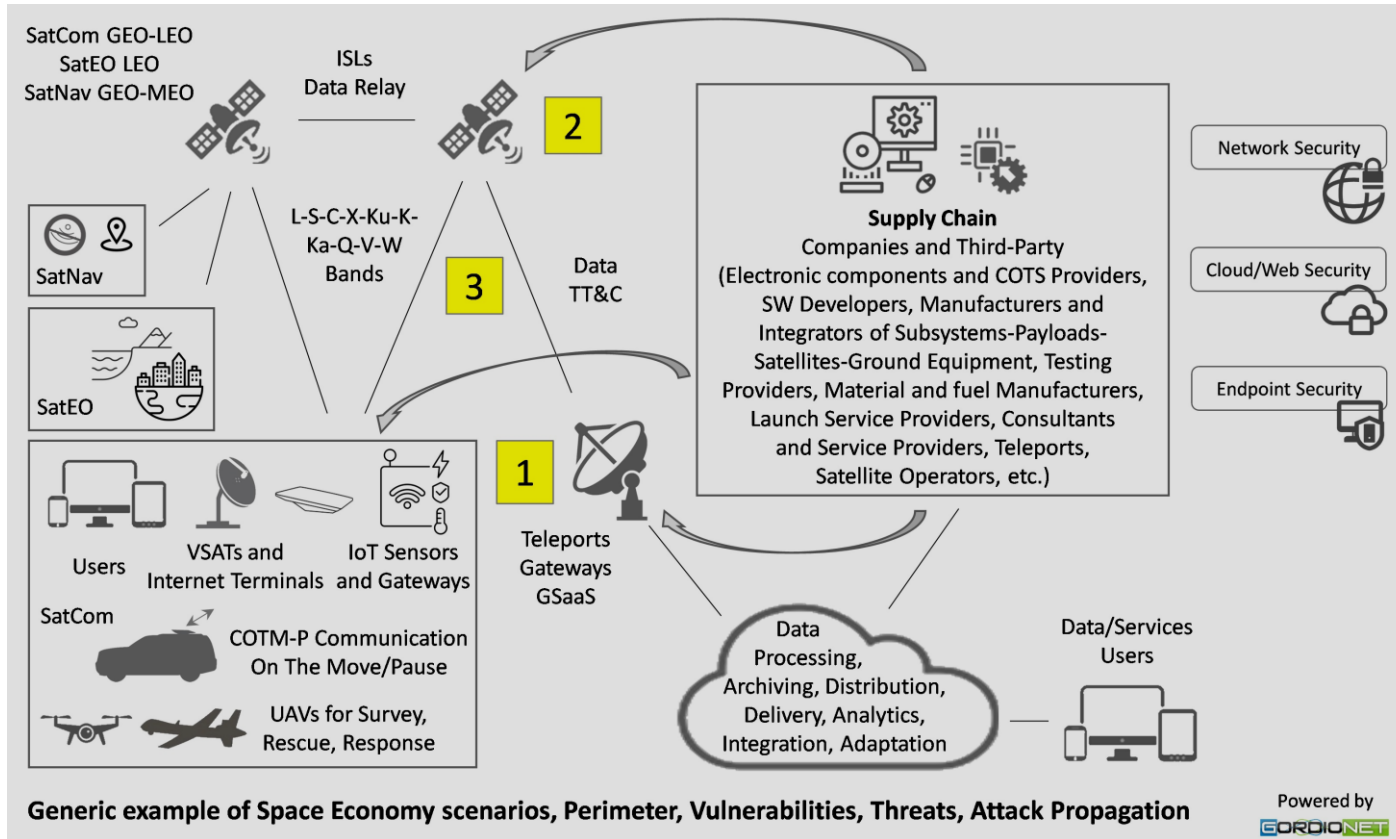 SatCom GEO-LEO
SatEO LEO
SatNav GEO-MEO
ISLs
Data Relay
2
L-S-C-X-Ku-K-
Ka-Q-V-W
Bands
3
Data
TT&C
SatNav
SatEO
Users
VSATs and
Internet Terminals
IoT Sensors
and Gateways
SatCom
COTM-P Communication
On The Move/Pause
UAVs for Survey,
Rescue, Response
1
Teleports
Gateways
GSaaS
Supply Chain
Companies and Third-Party
(Electronic components and COTS Providers,
SW Developers, Manufacturers and
Integrators of Subsystems-Payloads-
Satellites-Ground Equipment, Testing
Providers, Material and fuel Manufacturers,
Launch Service Providers, Consultants
and Service Providers, Teleports,
Satellite Operators, etc.)
Network Security
Cloud/Web Security
Endpoint Security
Data
Processing,
Archiving, Distribution,
Delivery, Analytics,
Integration, Adaptation
Data/Services
Users
Generic example of Space Economy scenarios, Perimeter, Vulnerabilities, Threats, Attack Propagation
Powered by
GORDIONET